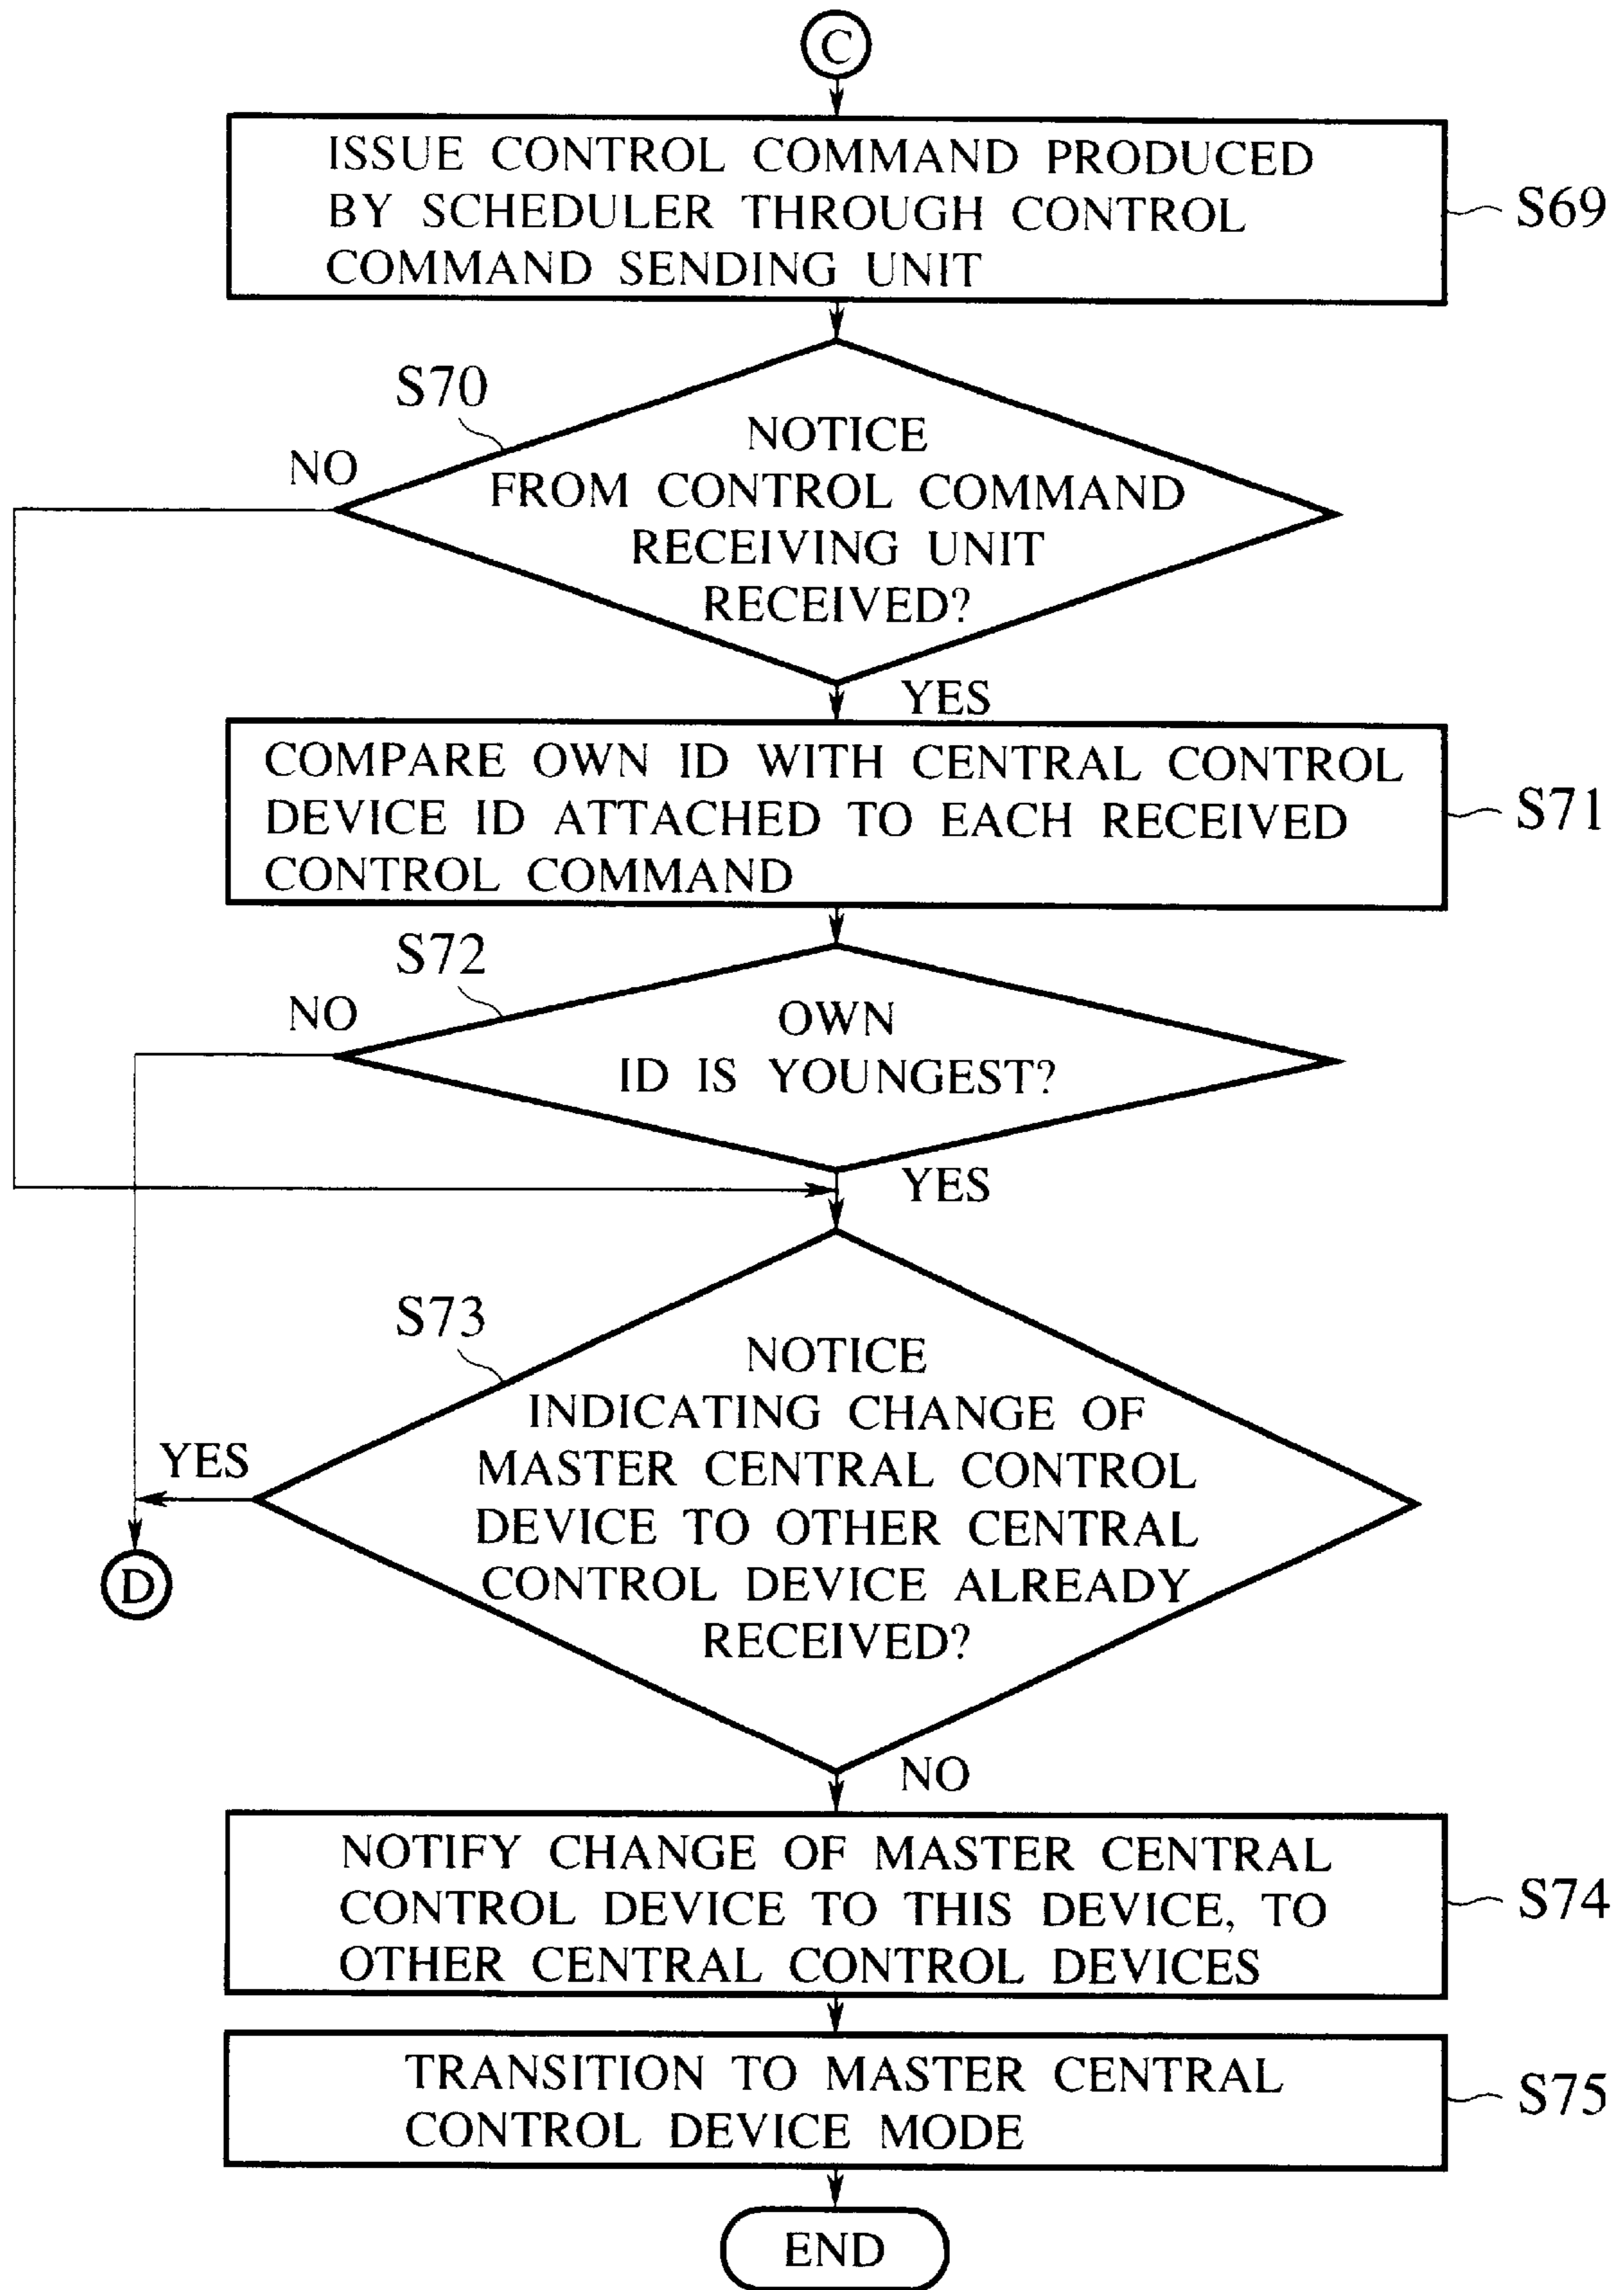 C
ISSUE CONTROL COMMAND PRODUCED
BY SCHEDULER THROUGH CONTROL
COMMAND SENDING UNIT
S69
S70
NO
NOTICE
FROM CONTROL COMMAND
RECEIVING UNIT
RECEIVED?
YES
COMPARE OWN ID WITH CENTRAL CONTROL
DEVICE ID ATTACHED TO EACH RECEIVED
CONTROL COMMAND
S71
S72
NO
OWN
ID IS YOUNGEST?
YES
S73
NOTICE
INDICATING CHANGE OF
MASTER CENTRAL CONTROL
DEVICE TO OTHER CENTRAL
CONTROL DEVICE ALREADY
RECEIVED?
YES
D
NO
NOTIFY CHANGE OF MASTER CENTRAL
CONTROL DEVICE TO THIS DEVICE, TO
OTHER CENTRAL CONTROL DEVICES
S74
TRANSITION TO MASTER CENTRAL
CONTROL DEVICE MODE
S75
END